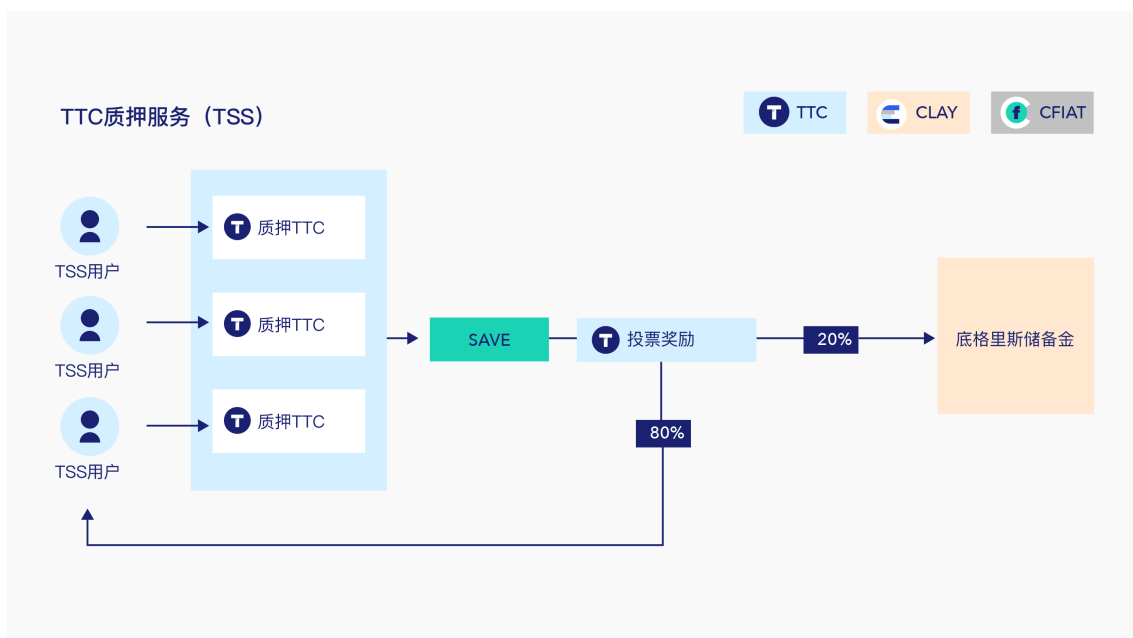 TTC质押服务（TSS）
TTC
CLAY
CFIAT
质押TTC
TSS用户
质押TTC
TSS用户
质押TTC
TSS用户
SAVE
投票奖励
20%
底格里斯储备金
80%